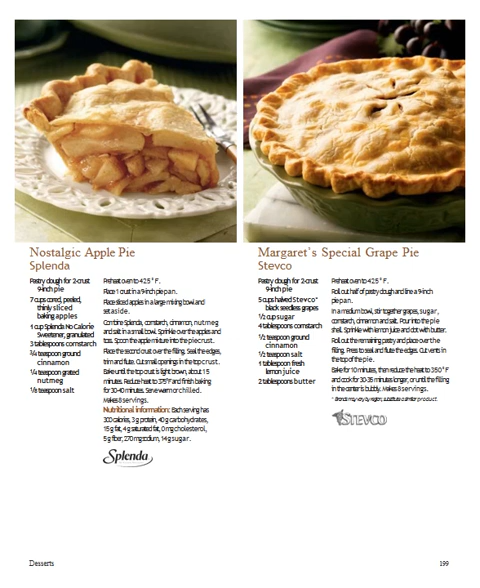 Nostalgic Apple Pie
Splenda
Pastry dough for 2-crust
9-inch pie
7 cups cored, peeled,
thinly sliced
baking apples
1 cup Splenda No Calorie
Sweetener, granulated
3 tablespoons cornstarch
¾ teaspoon ground
cinnamon
¼ teaspoon grated
nutmeg
⅛ teaspoon salt
Preheat oven to 425°F.
Place 1 crust in a 9-inch pie pan.
Place sliced apples in a large mixing bowl and
set aside.
Combine Splenda, cornstarch, cinnamon, nutmeg
and salt in a small bowl. Sprinkle over the apples and
toss. Spoon the apple mixture into the pie crust.
Place the second crust over the filling. Seal the edges,
trim and flute. Cut small openings in the top crust.
Bake until the top crust is light brown, about 15
minutes. Reduce heat to 375°F and finish baking
for 30-40 minutes. Serve warm or chilled.
Makes 8 servings.
Nutritional information: Each serving has
300 calories, 3 g protein, 40 g carbohydrates,
15 g fat, 4 g saturated fat, 0 mg cholesterol,
5 g fiber, 270 mg sodium, 14 g sugar.
Splenda
Margaret's Special Grape Pie
Stevco
Pastry dough for 2-crust
9-inch pie
5 cups halved Stevco*
black seedless grapes
½ cup sugar
4 tablespoons cornstarch
½ teaspoon ground
cinnamon
½ teaspoon salt
1 tablespoon fresh
lemon juice
2 tablespoons butter
Preheat oven to 425°F.
Roll out half of pastry dough and line a 9-inch
pie pan.
In a medium bowl, stir together grapes, sugar,
cornstarch, cinnamon and salt. Pour into the pie
shell. Sprinkle with lemon juice and dot with butter.
Roll out the remaining pastry and place over the
filling. Press to seal and flute the edges. Cut vents in
the top of the pie.
Bake for 10 minutes, then reduce the heat to 350°F
and cook for 30-35 minutes longer, or until the filling
in the center is bubbly. Makes 8 servings.
* Brands may vary by region; substitute a similar product.
STEVCO
Desserts
199